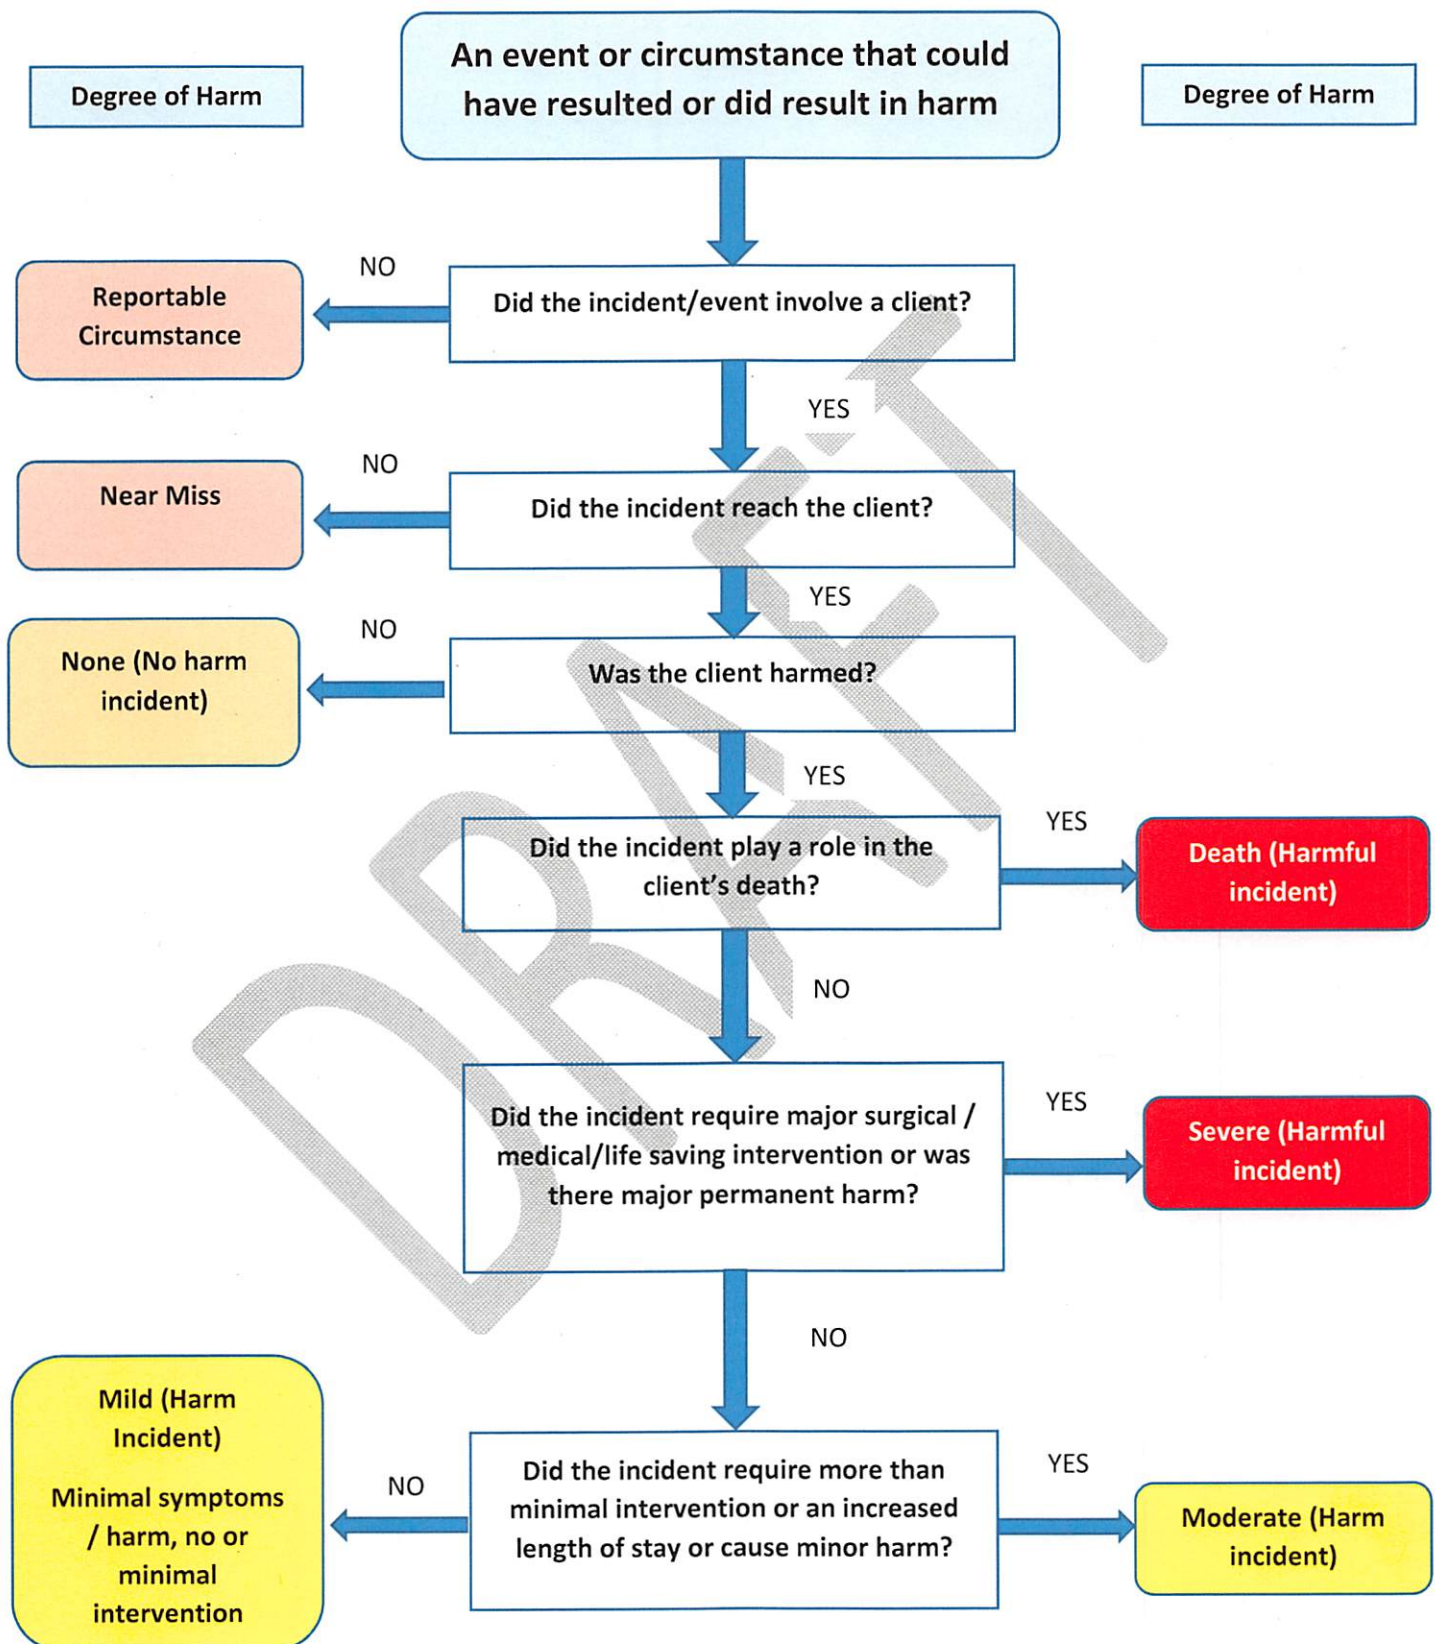 An event or circumstance that could
have resulted or did result in harm
Degree of Harm
Degree of Harm
NO
Reportable
Circumstance
Did the incident/event involve a client?
YES
NO
Near Miss
Did the incident reach the client?
YES
NO
None (No harm
incident)
Was the client harmed?
YES
Did the incident play a role in the
client's death?
YES
Death (Harmful
incident)
NO
Did the incident require major surgical /
medical/life saving intervention or was
there major permanent harm?
YES
Severe (Harmful
incident)
NO
Mild (Harm
Incident)
Minimal symptoms
/ harm, no or
minimal
intervention
NO
Did the incident require more than
minimal intervention or an increased
length of stay or cause minor harm?
YES
Moderate (Harm
incident)
DRAFT